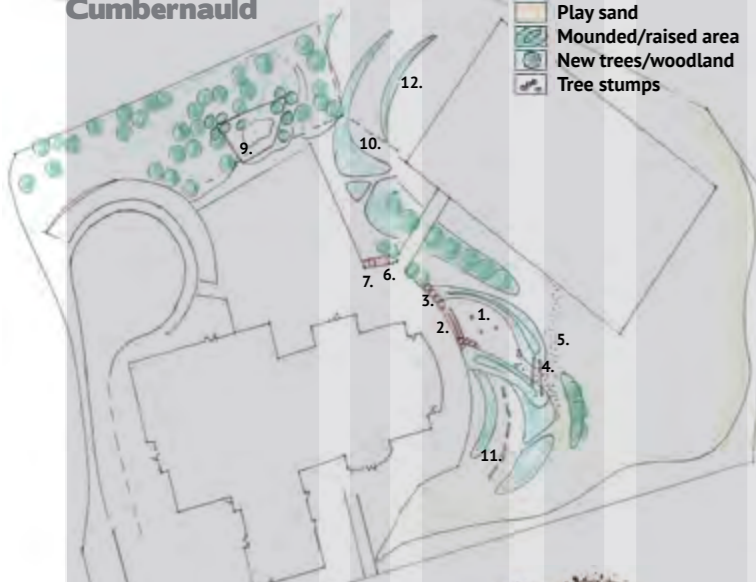 Cumbernauld
Play sand
Mounded/raised area
New trees/woodland
Tree stumps
12.
10.
9.
7.
6.
3.
1.
2.
5.
4.
11.